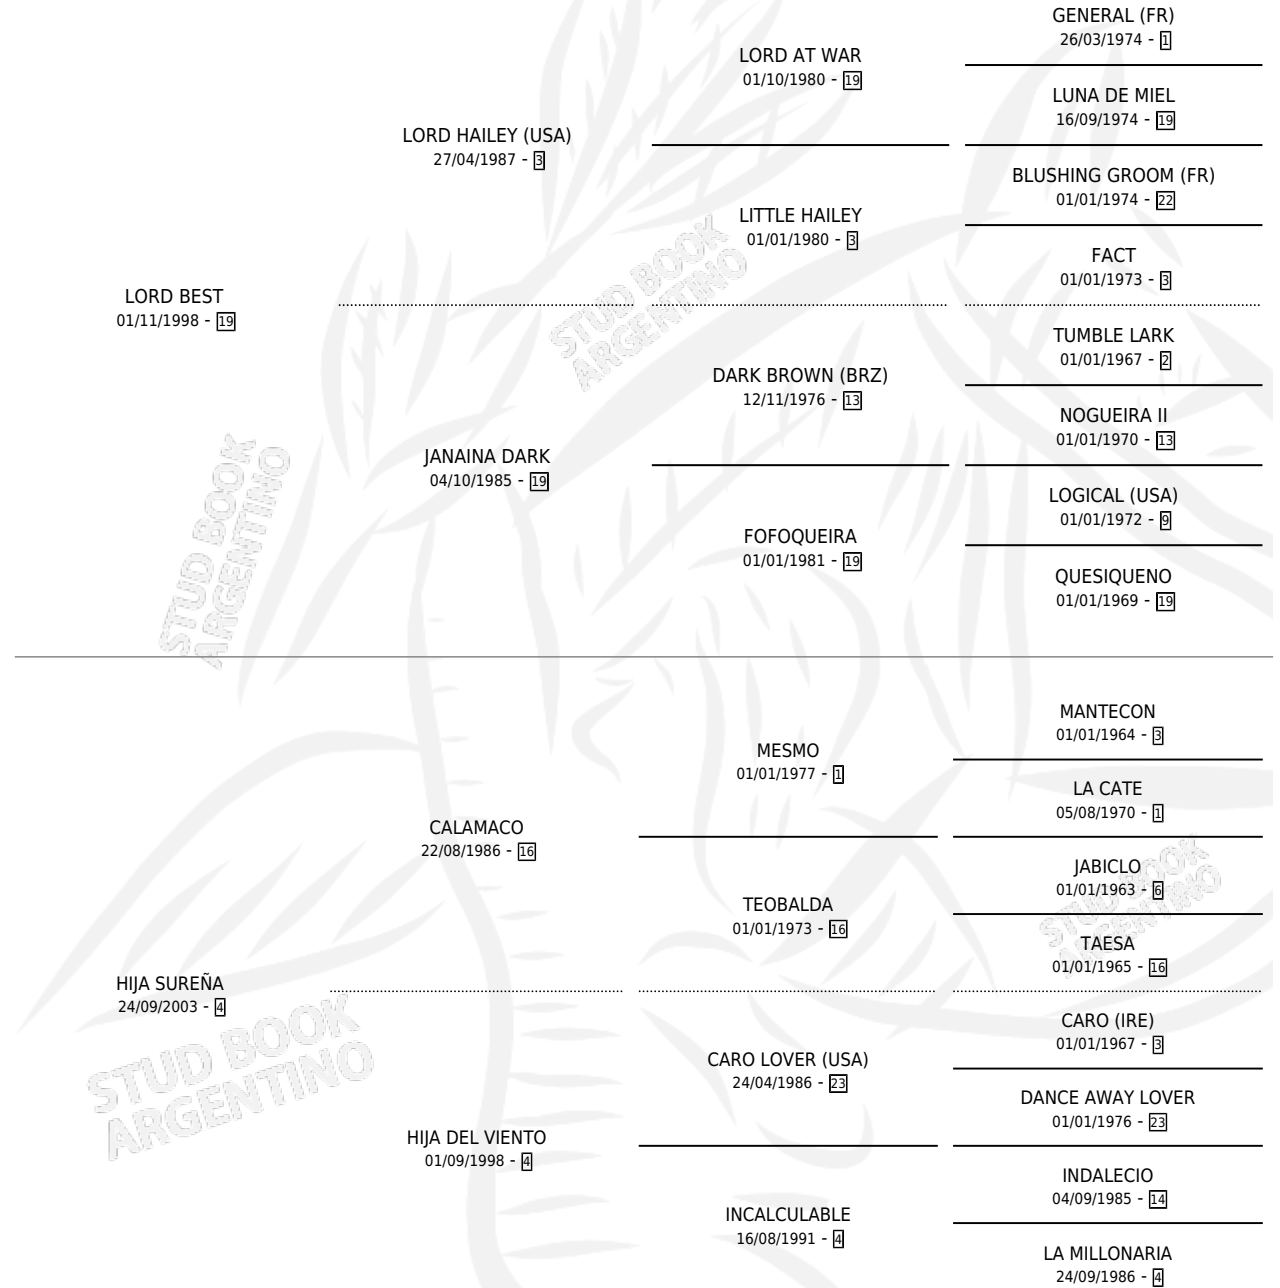 GENERAL (FR)
26/03/1974 - 1
LORD AT WAR
01/10/1980 - 19
LUNA DE MIEL
16/09/1974 - 19
LORD HAILEY (USA)
27/04/1987 - 3
BLUSHING GROOM (FR)
01/01/1974 - 22
LITTLE HAILEY
01/01/1980 - 3
FACT
01/01/1973 - 3
LORD BEST
01/11/1998 - 19
STUD BOOK
ARGENTINO
TUMBLE LARK
01/01/1967 - 2
DARK BROWN (BRZ)
12/11/1976 - 13
NOGUEIRA II
01/01/1970 - 13
JANAINA DARK
04/10/1985 - 19
LOGICAL (USA)
01/01/1972 - 9
FOFOQUEIRA
01/01/1981 - 19
QUESIQUENO
01/01/1969 - 19
STUD BOOK
ARGENTINO
MANTECON
01/01/1964 - 3
MESMO
01/01/1977 - 1
LA CATE
05/08/1970 - 1
CALAMACO
22/08/1986 - 16
JABICLO
01/01/1963 - 6
TEOBALDA
01/01/1973 - 16
STUD BOOK
ARGENTINO
TAESA
01/01/1965 - 16
HIJA SUREÑA
24/09/2003 - 4
CARO (IRE)
01/01/1967 - 3
CARO LOVER (USA)
24/04/1986 - 23
DANCE AWAY LOVER
01/01/1976 - 23
STUD BOOK
ARGENTINO
HIJA DEL VIENTO
01/09/1998 - 4
INDALECIO
04/09/1985 - 14
INCALCULABLE
16/08/1991 - 4
LA MILLONARIA
24/09/1986 - 4